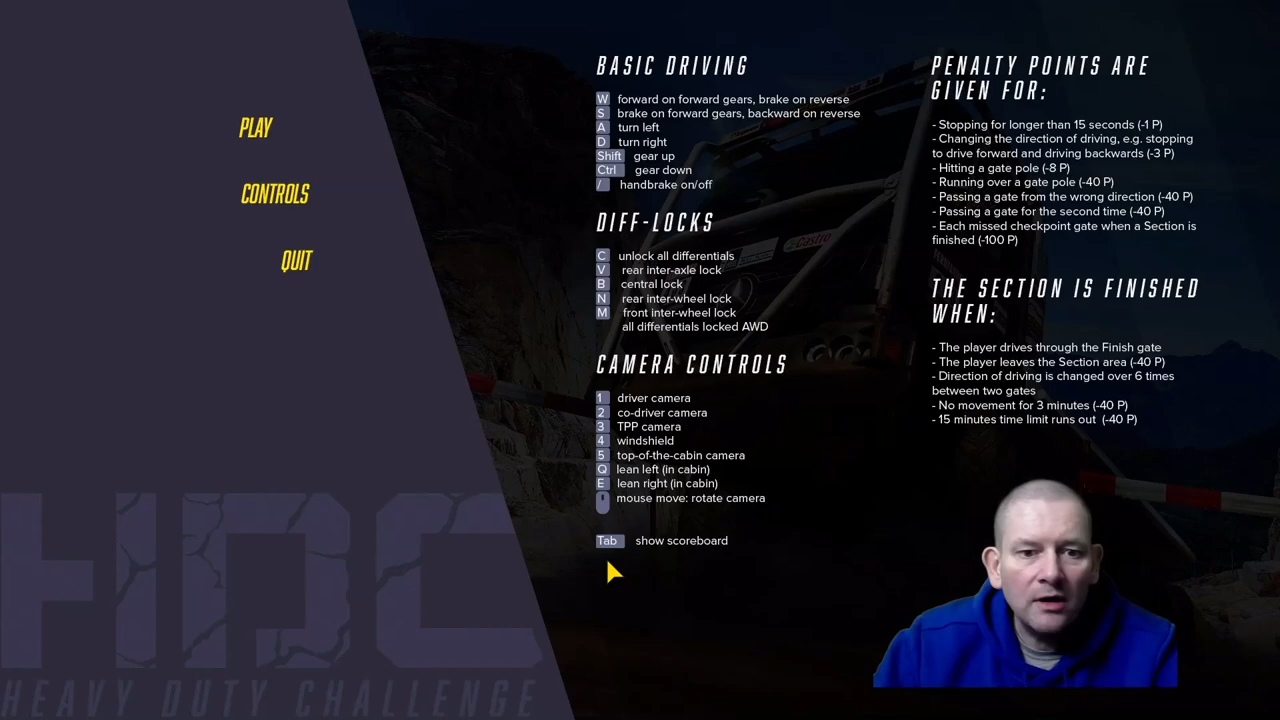 PLAY
CONTROLS
QUIT
HDC
HEAVY DUTY CHALLENGE
BASIC DRIVING
W forward on forward gears, brake on reverse
S brake on forward gears, backward on reverse
A turn left
D turn right
Shift gear up
Ctrl gear down
/ handbrake on/off
DIFF-LOCKS
C unlock all differentials
V rear inter-axle lock
B central lock
N rear inter-wheel lock
M front inter-wheel lock
all differentials locked AWD
CAMERA CONTROLS
1 driver camera
2 co-driver camera
3 TPP camera
4 windshield
5 top-of-the-cabin camera
Q lean left (in cabin)
E lean right (in cabin)
mouse move: rotate camera
Tab show scoreboard
PENALTY POINTS ARE
GIVEN FOR:
- Stopping for longer than 15 seconds (-1 P)
- Changing the direction of driving, e.g. stopping
to drive forward and driving backwards (-3 P)
- Hitting a gate pole (-8 P)
- Running over a gate pole (-40 P)
- Passing a gate from the wrong direction (-40 P)
- Passing a gate for the second time (-40 P)
- Each missed checkpoint gate when a Section is
finished (-100 P)
THE SECTION IS FINISHED
WHEN:
- The player drives through the Finish gate
- The player leaves the Section area (-40 P)
- Direction of driving is changed over 6 times
between two gates
- No movement for 3 minutes (-40 P)
- 15 minutes time limit runs out (-40 P)